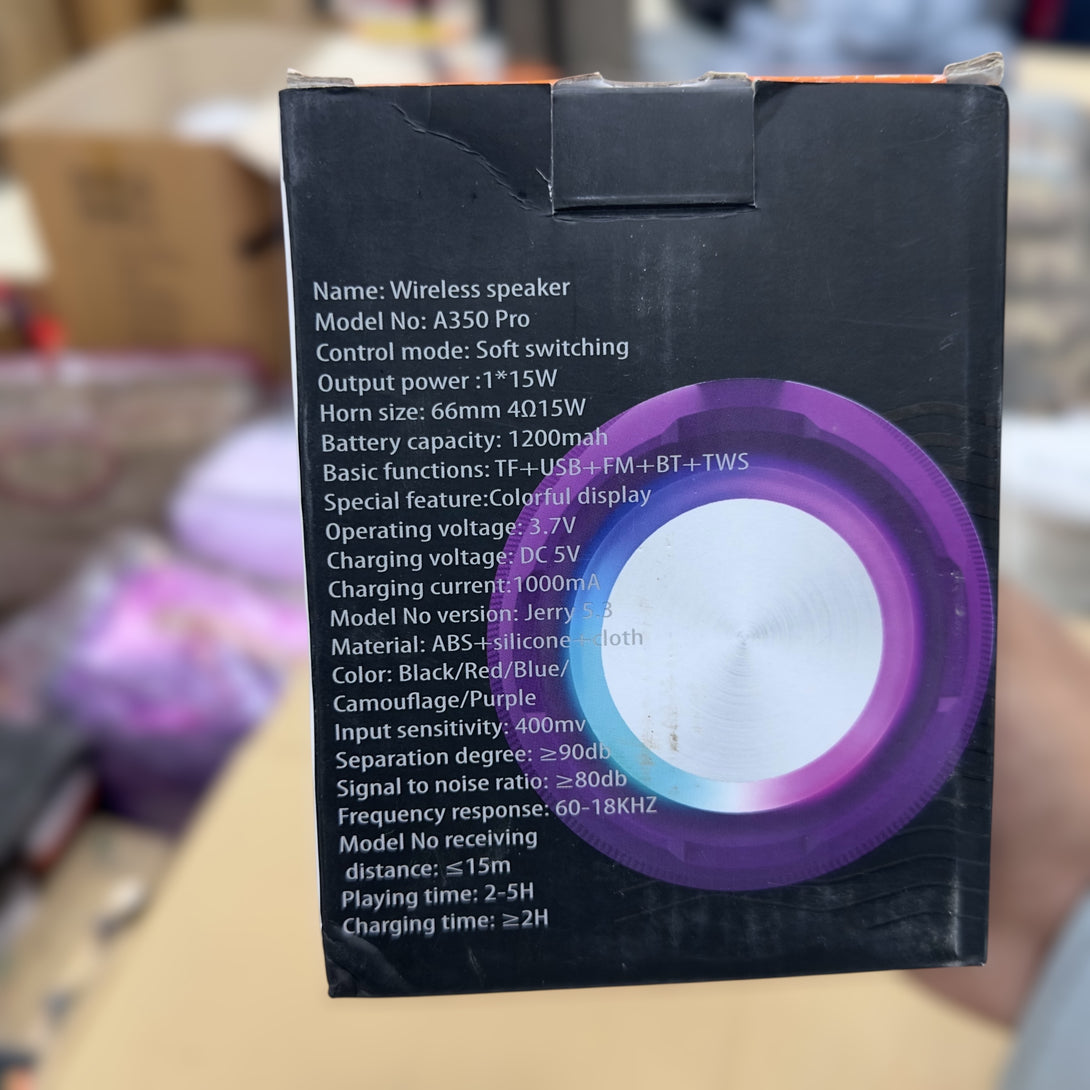 Name: Wireless speaker
Model No: A350 Pro
Control mode: Soft switching
Output power :1*15W
Horn size: 66mm 4Ω15W
Battery capacity: 1200mah
Basic functions: TF+USB+FM+BT+TWS
Special feature:Colorful display
Operating voltage: 3.7V
Charging voltage: DC 5V
Charging current:1000mA
Model No version: Jerry 5.3
Material: ABS+silicone+cloth
Color: Black/Red/Blue/
Camouflage/Purple
Input sensitivity: 400mv
Separation degree: ≥90db
Signal to noise ratio: ≥80db
Frequency response: 60-18KHZ
Model No receiving
distance: ≤15m
Playing time: 2-5H
Charging time: ≥2H